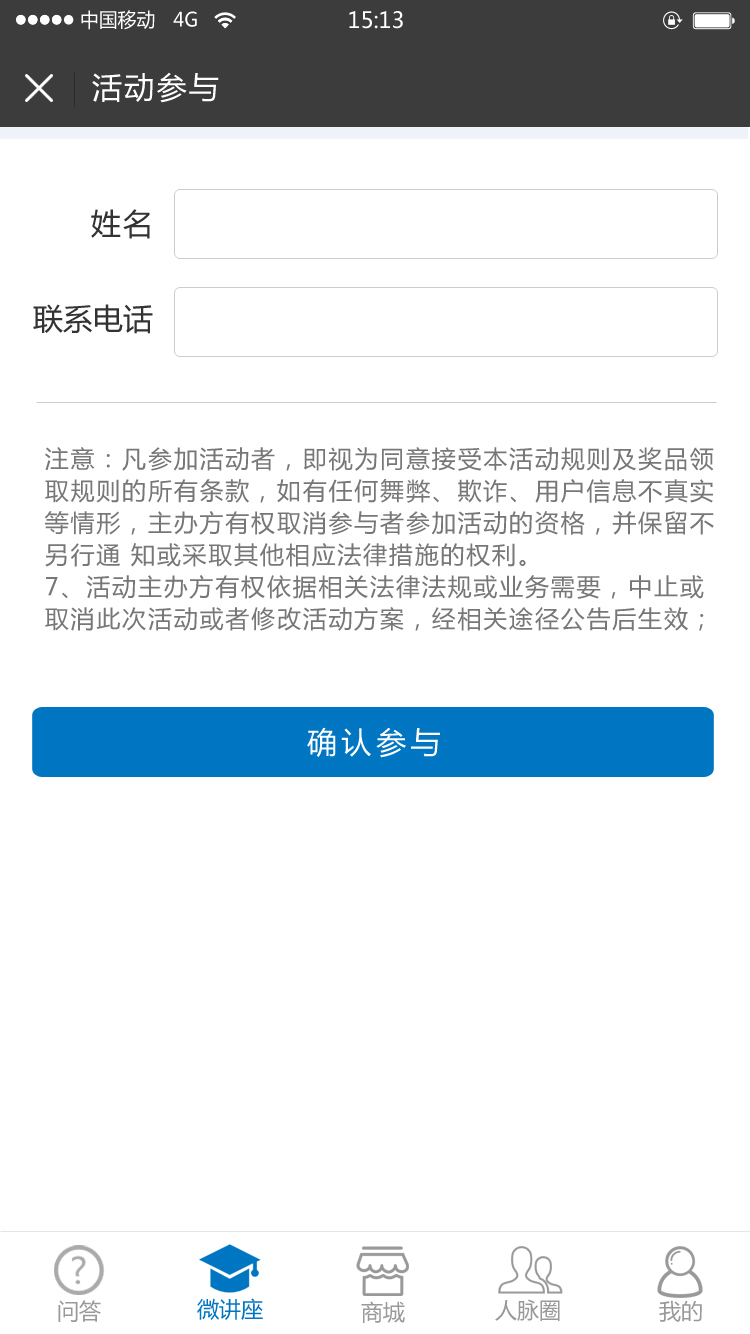 中国移动 4G 15:13
活动参与
姓名
联系电话
注意：凡参加活动者，即视为同意接受本活动规则及奖品领
取规则的所有条款，如有任何舞弊、欺诈、用户信息不真实
等情形，主办方有权取消参与者参加活动的资格，并保留不
另行通 知或采取其他相应法律措施的权利。
7、活动主办方有权依据相关法律法规或业务需要，中止或
取消此次活动或者修改活动方案，经相关途径公告后生效；
确认参与
问答 微讲座 商城 人脉圈 我的